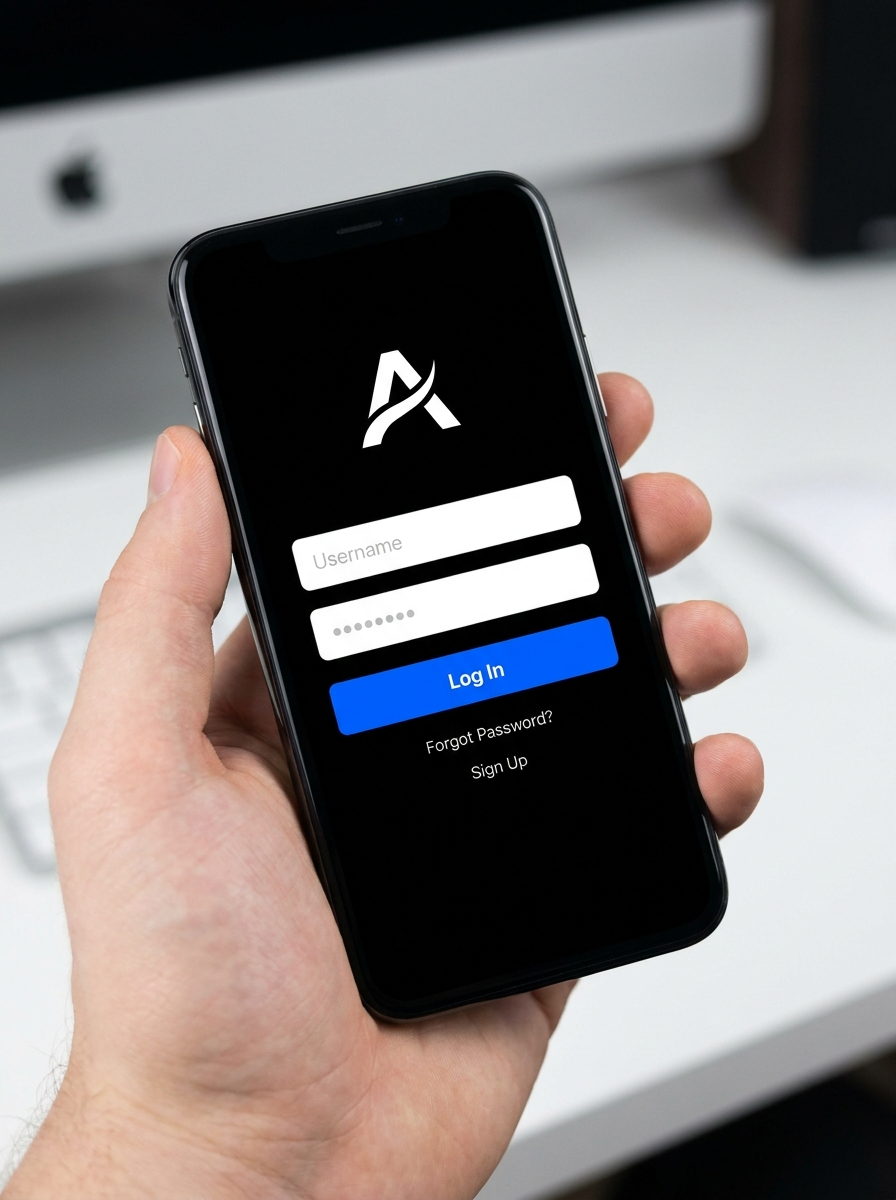 Username
••••••••
Log In
Forgot Password?
Sign Up